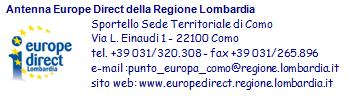 Antenna Europe Direct della Regione Lombardia
Sportello Sede Territoriale di Como
Via L. Einaudi 1 - 22100 Como
tel. +39 031/320.308 - fax +39 031/265.896
e-mail :punto_europa_como@regione.lombardia.it
sito web: www.europedirect.regione.lombardia.it
europe
direct
Lombardia